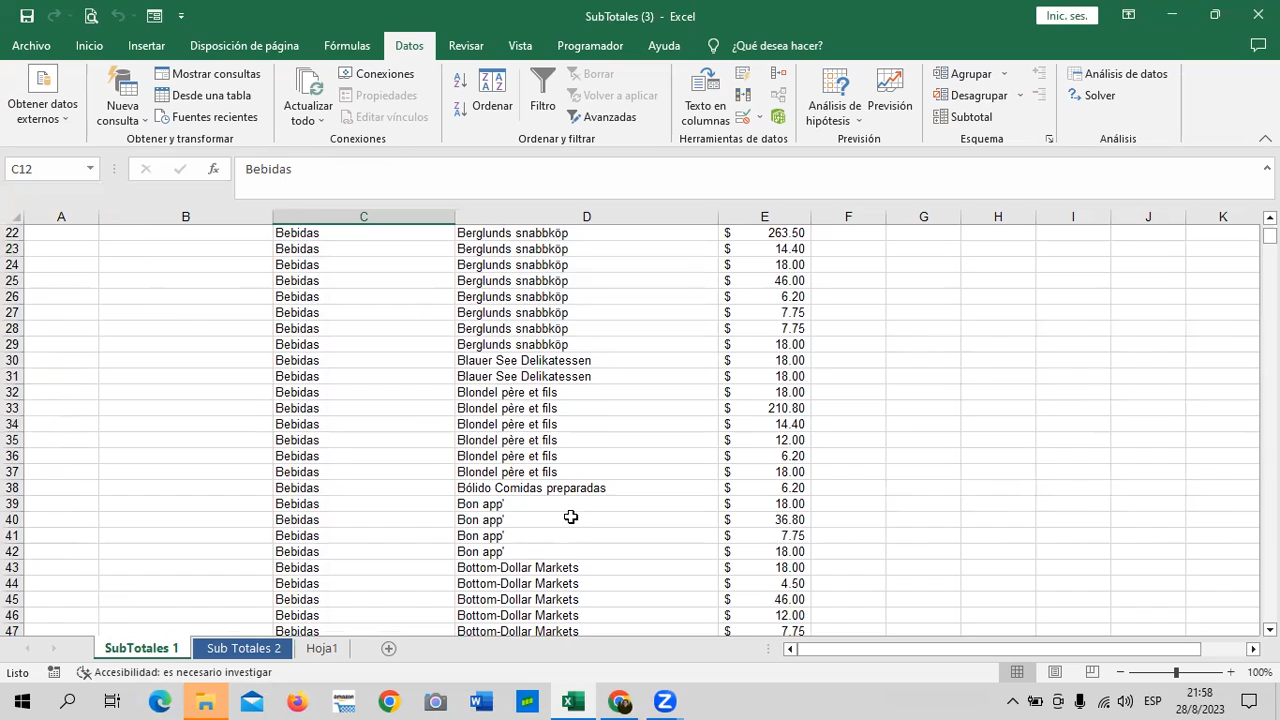 SubTotales (3) - Excel
Inic. ses.
Archivo Inicio Insertar Disposición de página Fórmulas Datos Revisar Vista Programador Ayuda ¿Qué desea hacer?
Obtener datos externos
Nueva consulta
Mostrar consultas
Desde una tabla
Fuentes recientes
Obtener y transformar
Actualizar todo
Conexiones
Propiedades
Editar vínculos
Conexiones
Ordenar
Filtro
Borrar
Volver a aplicar
Avanzadas
Ordenar y filtrar
Texto en columnas
Herramientas de datos
Análisis de hipótesis
Previsión
Previsión
Agrupar
Desagrupar
Subtotal
Esquema
Análisis de datos
Solver
Análisis
C12 fx Bebidas
A B C D E F G H I J K
22 Bebidas Berglunds snabbköp $ 263.50
23 Bebidas Berglunds snabbköp $ 14.40
24 Bebidas Berglunds snabbköp $ 18.00
25 Bebidas Berglunds snabbköp $ 46.00
26 Bebidas Berglunds snabbköp $ 6.20
27 Bebidas Berglunds snabbköp $ 7.75
28 Bebidas Berglunds snabbköp $ 7.75
29 Bebidas Berglunds snabbköp $ 18.00
30 Bebidas Blauer See Delikatessen $ 18.00
31 Bebidas Blauer See Delikatessen $ 18.00
32 Bebidas Blondel père et fils $ 18.00
33 Bebidas Blondel père et fils $ 210.80
34 Bebidas Blondel père et fils $ 14.40
35 Bebidas Blondel père et fils $ 12.00
36 Bebidas Blondel père et fils $ 6.20
37 Bebidas Blondel père et fils $ 18.00
38 Bebidas Bólido Comidas preparadas $ 6.20
39 Bebidas Bon app' $ 18.00
40 Bebidas Bon app' $ 36.80
41 Bebidas Bon app' $ 7.75
42 Bebidas Bon app' $ 18.00
43 Bebidas Bottom-Dollar Markets $ 18.00
44 Bebidas Bottom-Dollar Markets $ 4.50
45 Bebidas Bottom-Dollar Markets $ 46.00
46 Bebidas Bottom-Dollar Markets $ 12.00
47 Bebidas Bottom-Dollar Markets $ 7.75
SubTotales 1 Sub Totales 2 Hoja1
Listo Accesibilidad: es necesario investigar 100%
ESP 21:58
28/8/2023